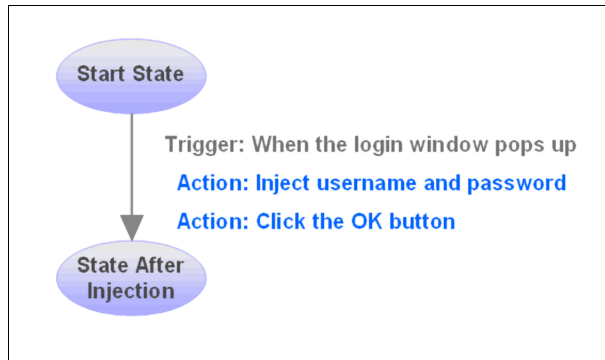 Start State
Trigger: When the login window pops up
Action: Inject username and password
Action: Click the OK button
State After
Injection